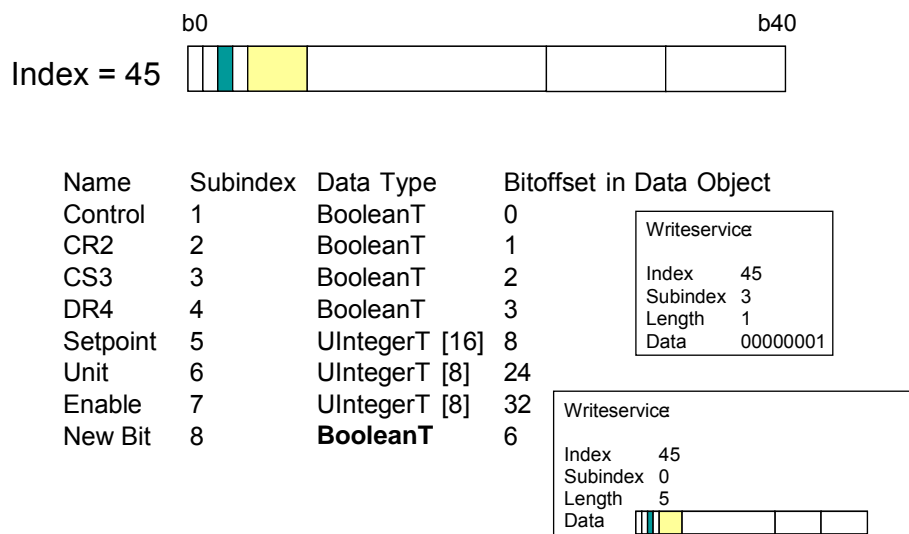 b0 b40
Index = 45
Name Subindex Data Type Bitoffset in Data Object
Control 1 BooleanT 0
CR2 2 BooleanT 1
CS3 3 BooleanT 2
DR4 4 BooleanT 3
Setpoint 5 UIntegerT [16] 8
Unit 6 UIntegerT [8] 24
Enable 7 UIntegerT [8] 32
New Bit 8 BooleanT 6
Writeservice:
Index 45
Subindex 3
Length 1
Data 00000001
Writeservice:
Index 45
Subindex 0
Length 5
Data